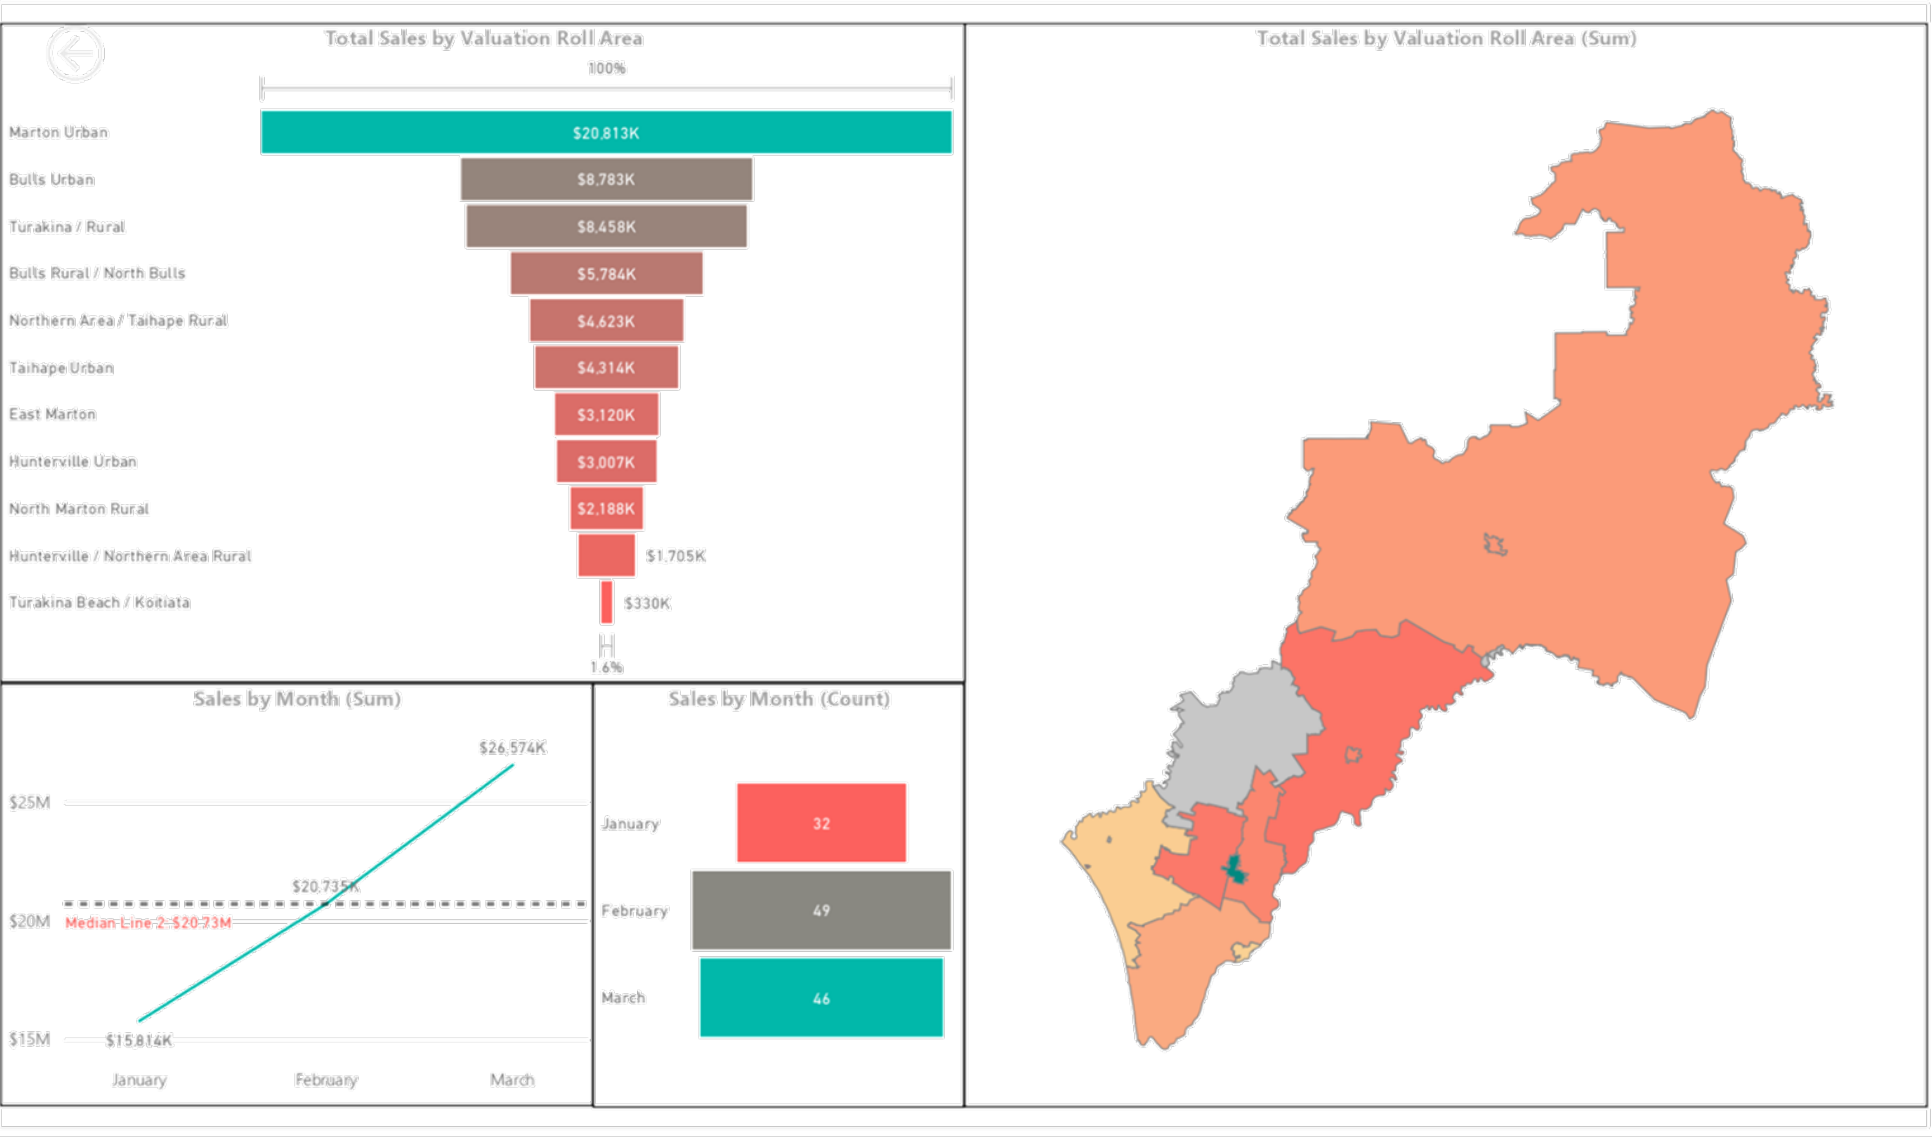 Total Sales by Valuation Roll Area
100%
Marton Urban $20,813K
Bulls Urban $8,783K
Turakina / Rural $8,458K
Bulls Rural / North Bulls $5,784K
Northern Area / Taihape Rural $4,623K
Taihape Urban $4,314K
East Marton $3,120K
Hunterville Urban $3,007K
North Marton Rural $2,188K
Hunterville / Northern Area Rural $1,705K
Turakina Beach / Koitiata $330K
1.6%
Total Sales by Valuation Roll Area (Sum)
Sales by Month (Sum)
$26,574K
$25M
$20,735K
$20M
Median Line 2: $20.73M
$15M
$15,814K
January February March
Sales by Month (Count)
January 32
February 49
March 46